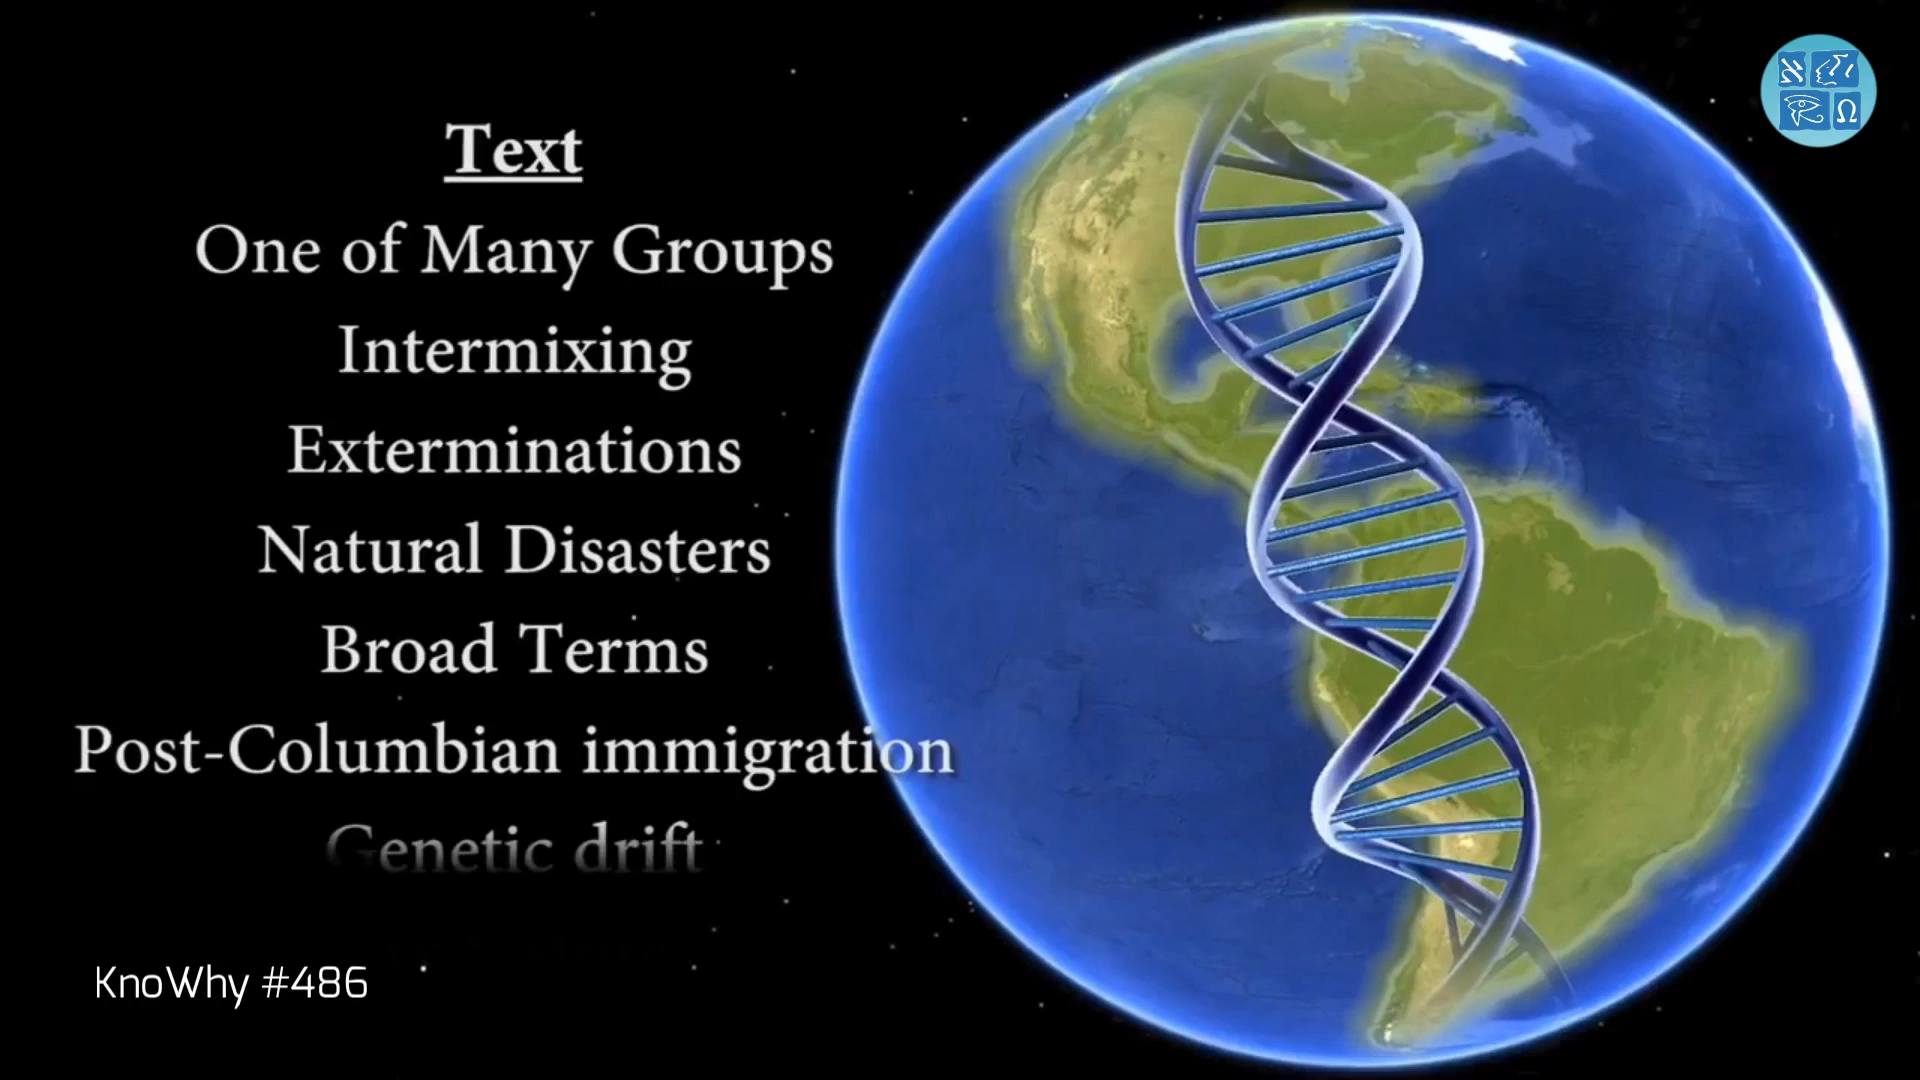 Text
One of Many Groups
Intermixing
Exterminations
Natural Disasters
Broad Terms
Post-Columbian immigration
Genetic drift
KnoWhy #486
א Ω